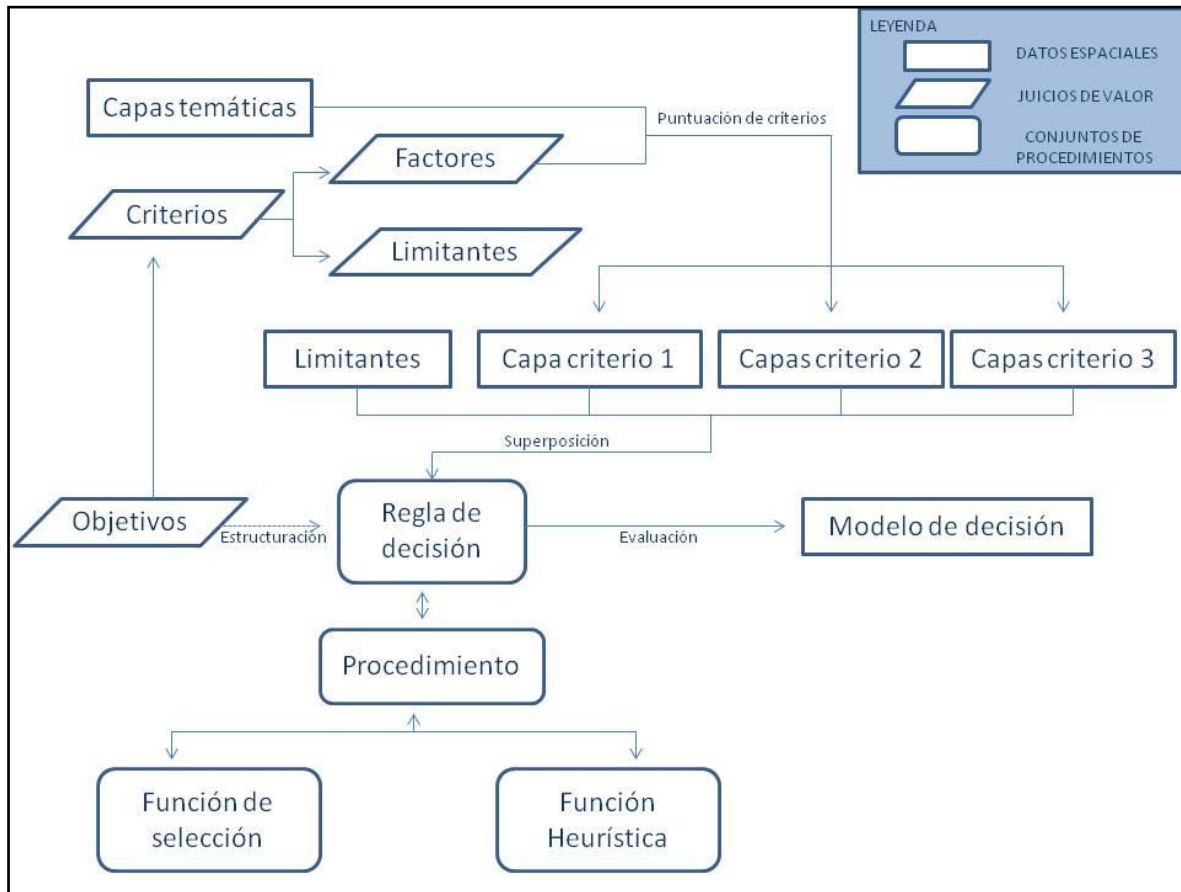 LEYENDA
DATOS ESPACIALES
JUICIOS DE VALOR
CONJUNTOS DE
PROCEDIMIENTOS
Capas temáticas
Puntuación de criterios
Factores
Criterios
Limitantes
Limitantes
Capa criterio 1
Capas criterio 2
Capas criterio 3
Superposición
Objetivos
Estructuración
Regla de
decisión
Evaluación
Modelo de decisión
Procedimiento
Función de
selección
Función
Heurística